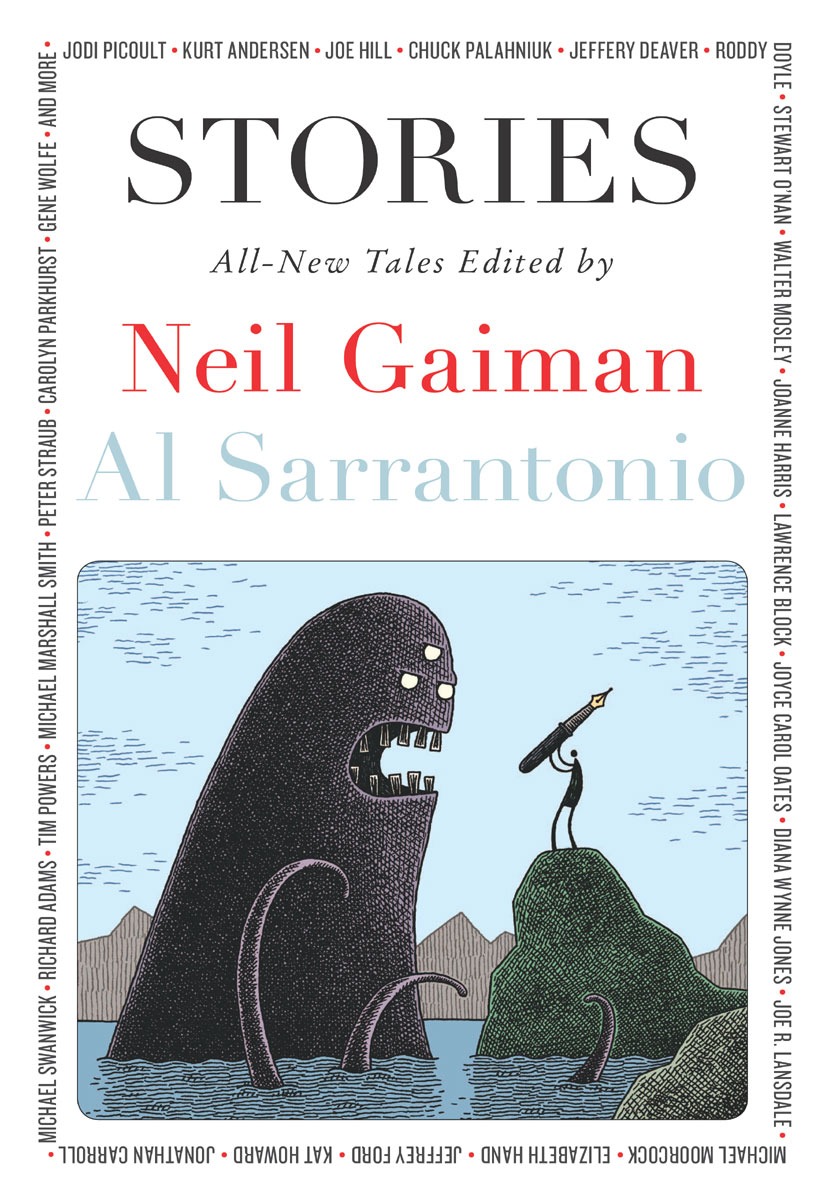 JODI PICOULT • KURT ANDERSEN • JOE HILL • CHUCK PALAHNIUK • JEFFERY DEAVER • RODDY
DOYLE • STEWART O'NAN • WALTER MOSLEY • JOANNE HARRIS • LAWRENCE BLOCK • JOYCE CAROL OATES • DIANA WYNNE JONES • JOE R. LANSDALE •
MICHAEL MOORCOCK • ELIZABETH HAND • JEFFREY FORD • KAT HOWARD • JONATHAN CARROLL •
MICHAEL SWANWICK • RICHARD ADAMS • TIM POWERS • MICHAEL MARSHALL SMITH • PETER STRAUB • CAROLYN PARKHURST • GENE WOLFE • AND MORE •
STORIES
All-New Tales Edited by
Neil Gaiman
Al Sarrantonio